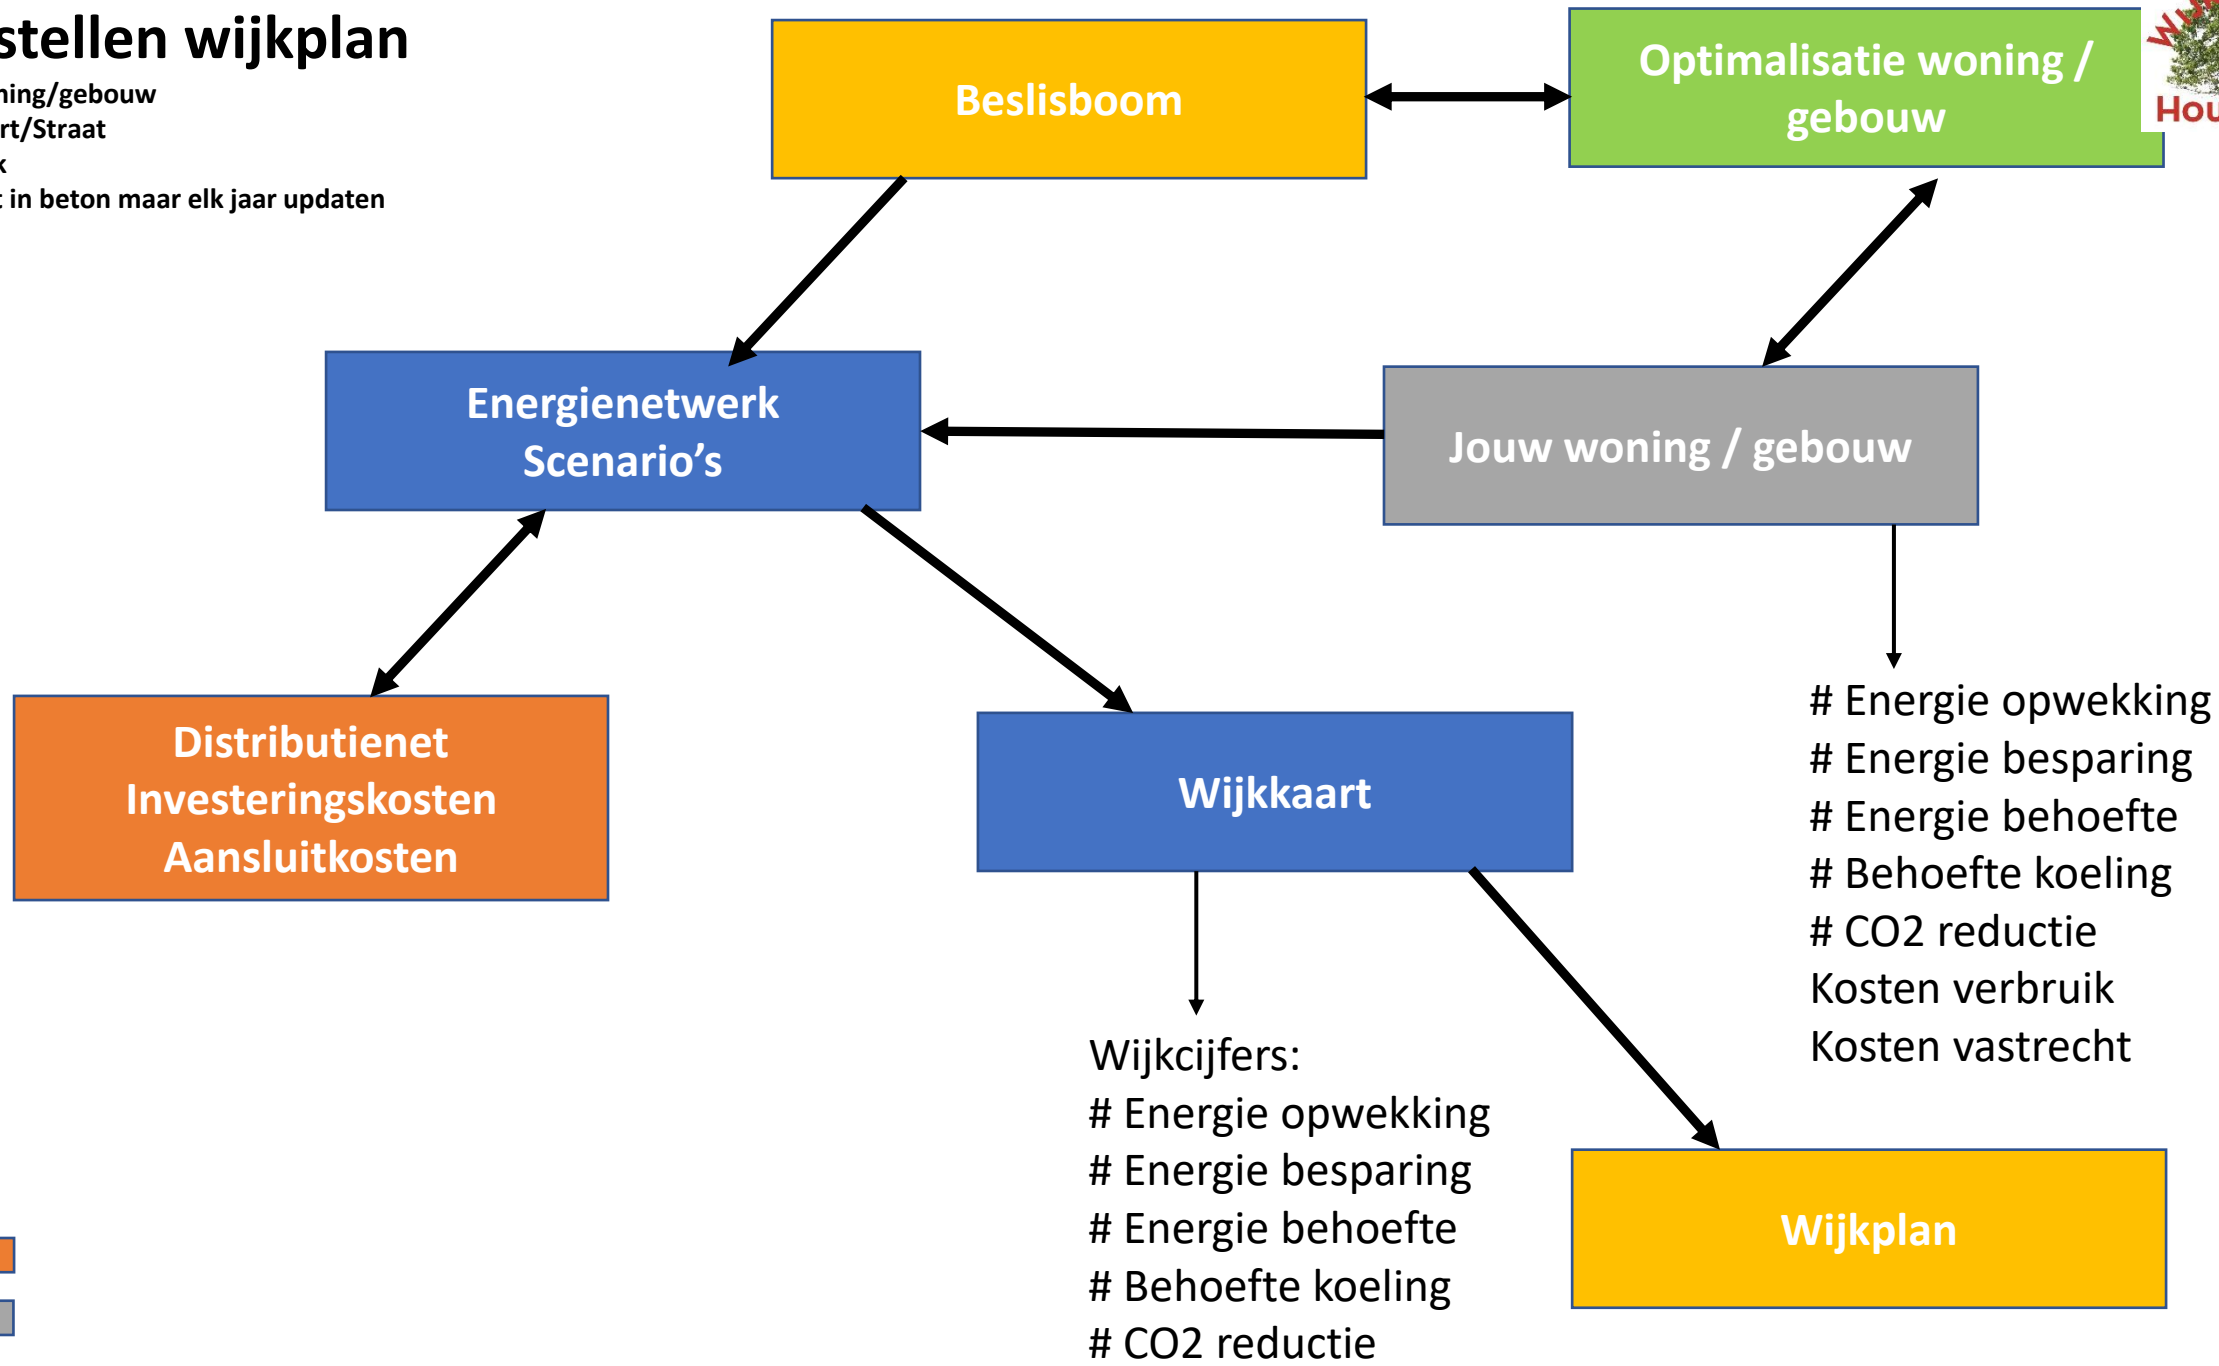 stellen wijkplan
ning/gebouw
rt/Straat
k
t in beton maar elk jaar updaten
Beslisboom
Optimalisatie woning /
gebouw
Hou
Energienetwerk
Scenario's
Jouw woning / gebouw
Distributienet
Investeringskosten
Aansluitkosten
Wijkkaart
# Energie opwekking
# Energie besparing
# Energie behoefte
# Behoefte koeling
# CO2 reductie
Kosten verbruik
Kosten vastrecht
Wijkcijfers:
# Energie opwekking
# Energie besparing
# Energie behoefte
# Behoefte koeling
# CO2 reductie
Wijkplan